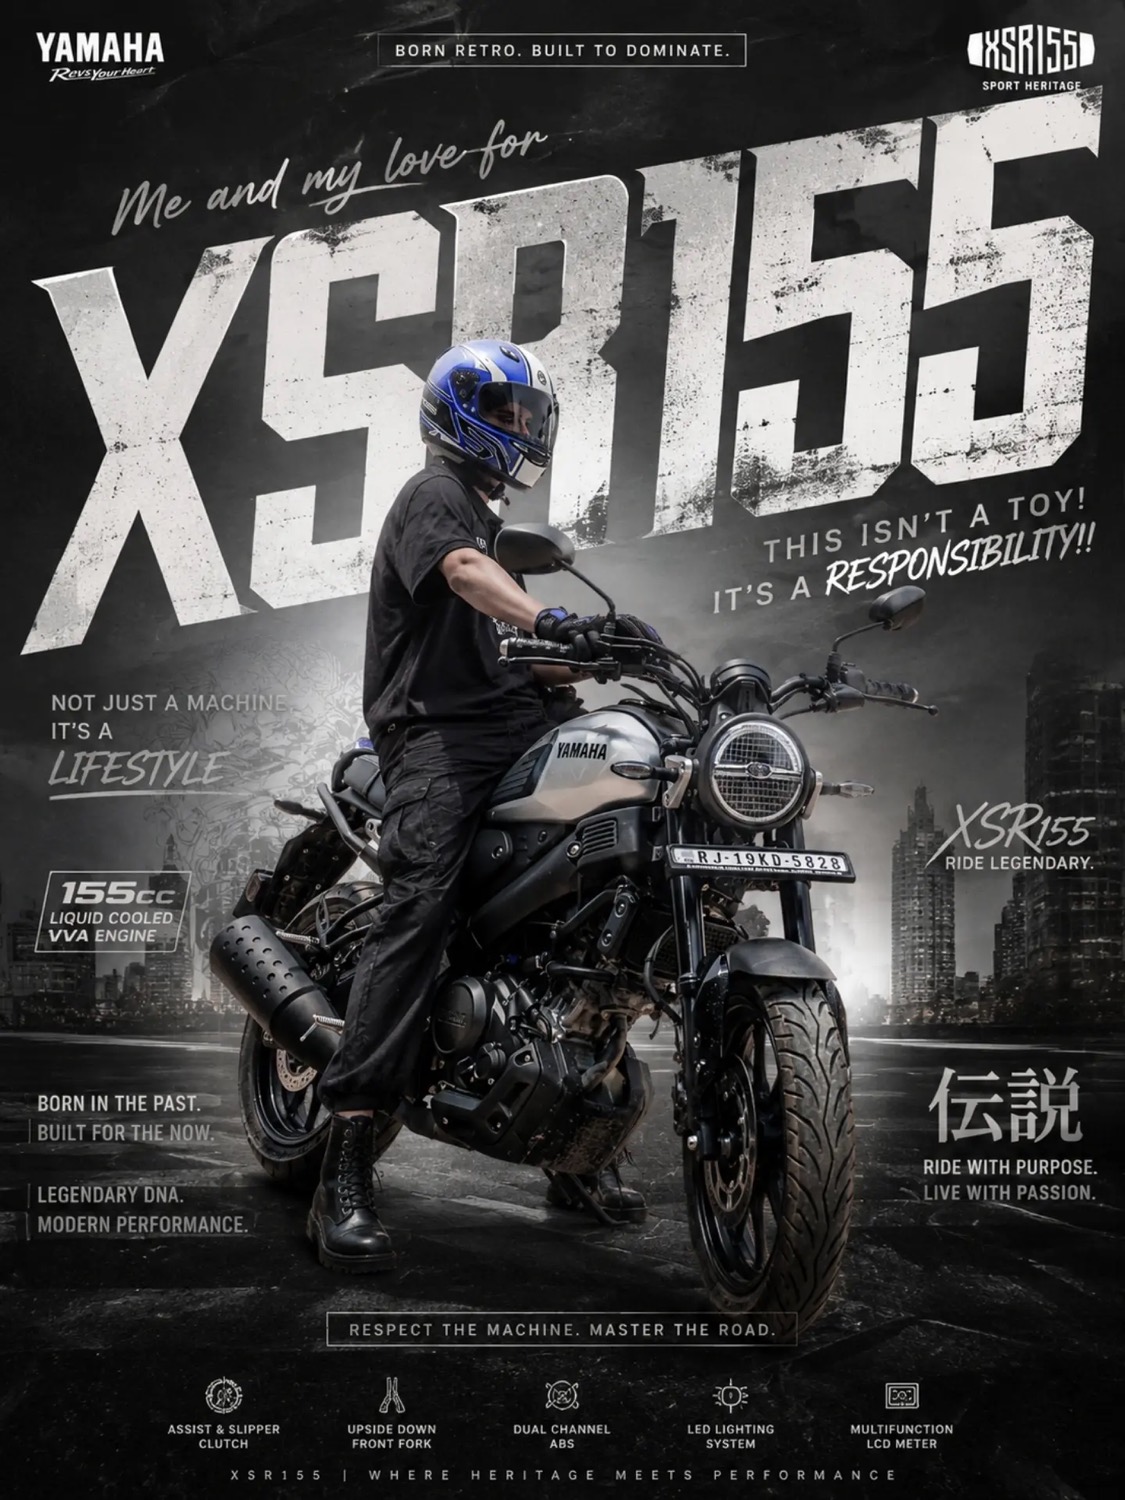 YAMAHA
Revs Your Heart
BORN RETRO. BUILT TO DOMINATE.
XSR155
SPORT HERITAGE
Me and my love for
XSR155
THIS ISN'T A TOY!
IT'S A RESPONSIBILITY!!
NOT JUST A MACHINE.
IT'S A
LIFESTYLE
YAMAHA
RJ-19KD-5828
XSR155
RIDE LEGENDARY.
155cc
LIQUID COOLED
VVA ENGINE
BORN IN THE PAST.
BUILT FOR THE NOW.
LEGENDARY DNA.
MODERN PERFORMANCE.
伝説
RIDE WITH PURPOSE.
LIVE WITH PASSION.
RESPECT THE MACHINE. MASTER THE ROAD.
ASSIST & SLIPPER
CLUTCH
UPSIDE DOWN
FRONT FORK
DUAL CHANNEL
ABS
LED LIGHTING
SYSTEM
MULTIFUNCTION
LCD METER
XSR155 | WHERE HERITAGE MEETS PERFORMANCE